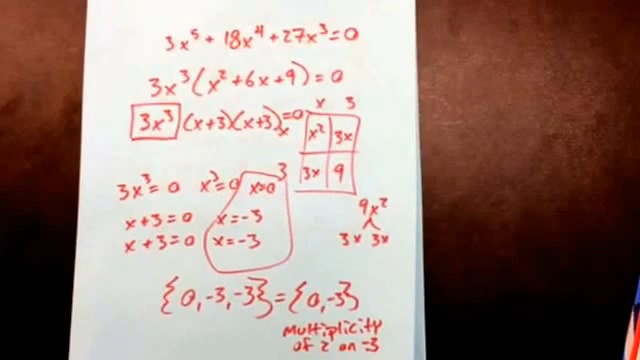 3x⁵ + 18x⁴ + 27x³ = 0
3x³(x² + 6x + 9) = 0
3x³ (x+3)(x+3) = 0
x 3
x x² 3x
3 3x 9
9x²
3x 3x
3x³ = 0 x³ = 0 x = 0
x + 3 = 0 x = -3
x + 3 = 0 x = -3
{0, -3, -3} = {0, -3}
multiplicity
of 2 on -3